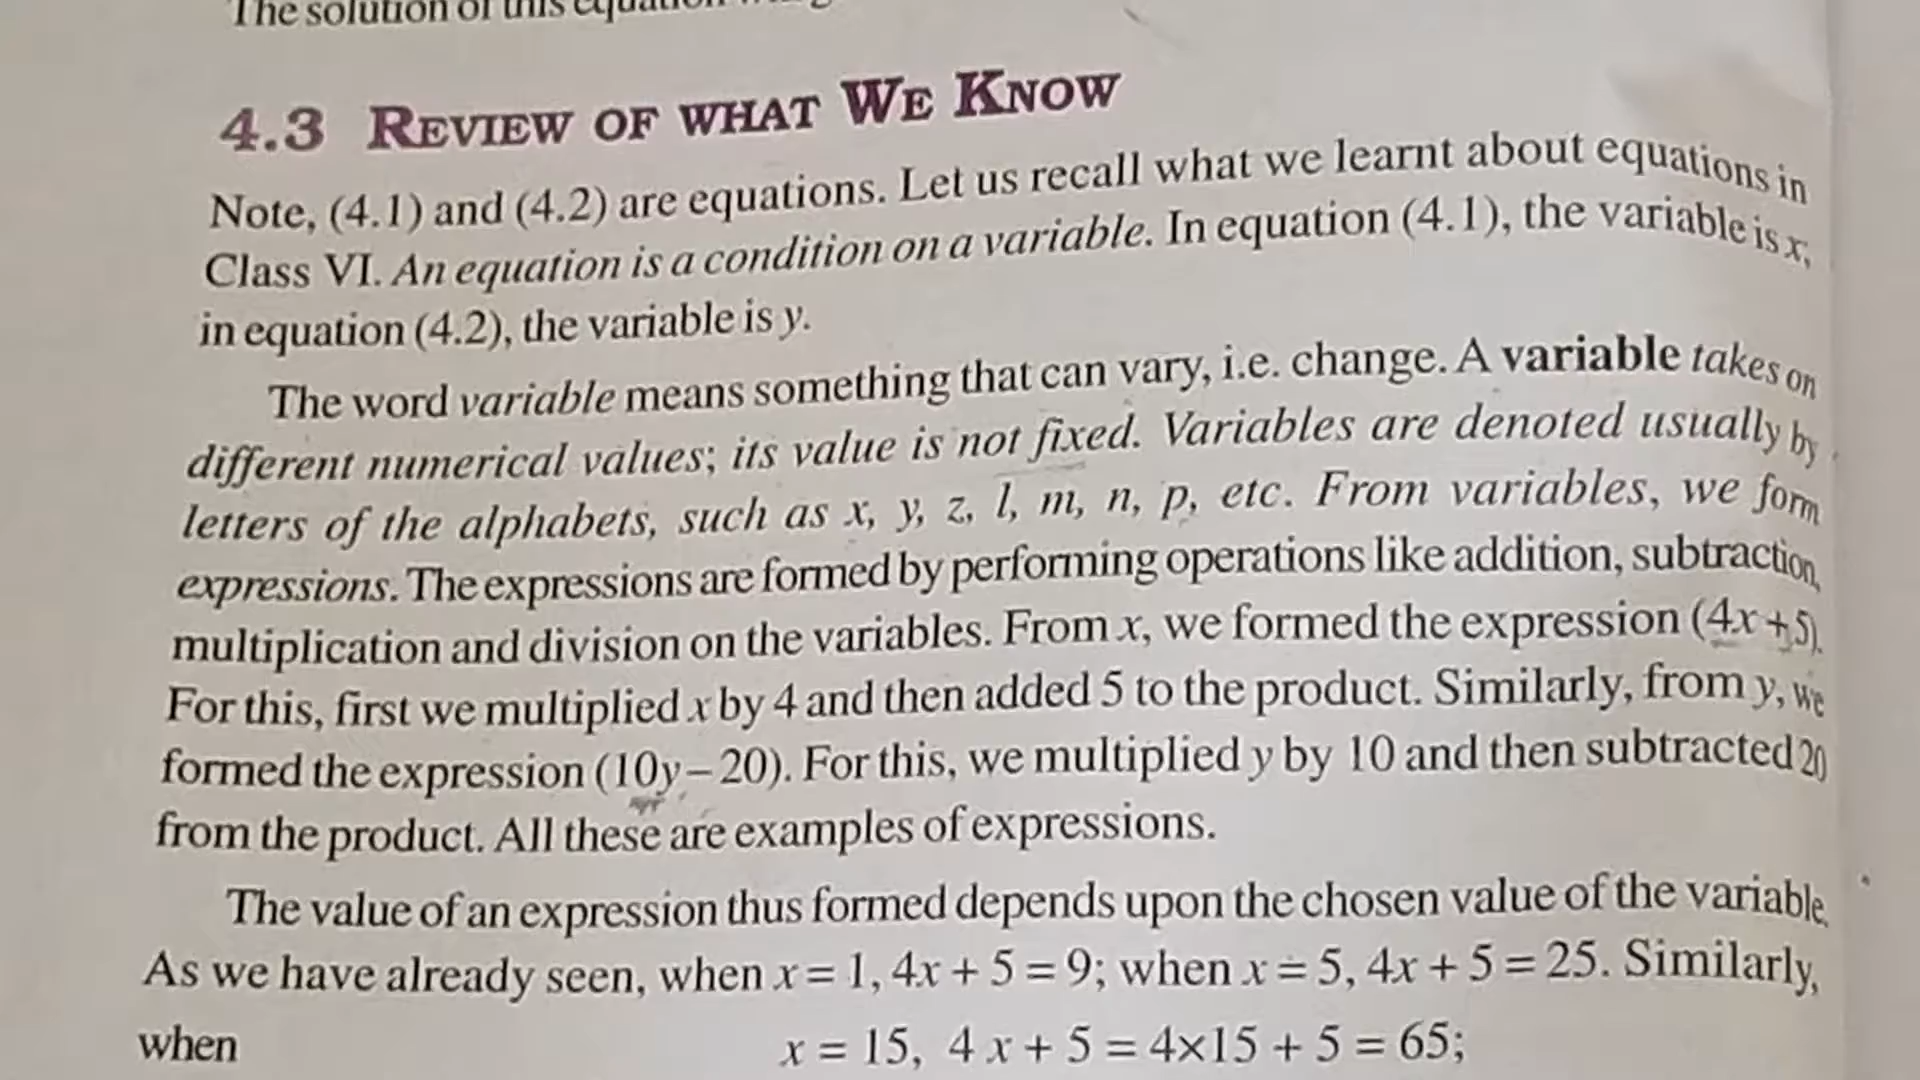 The solution of this equation
4.3 REVIEW OF WHAT WE KNOW
Note, (4.1) and (4.2) are equations. Let us recall what we learnt about equations in
Class VI. An equation is a condition on a variable. In equation (4.1), the variable is x;
in equation (4.2), the variable is y.
The word variable means something that can vary, i.e. change. A variable takes on
different numerical values; its value is not fixed. Variables are denoted usually by
letters of the alphabets, such as x, y, z, l, m, n, p, etc. From variables, we form
expressions. The expressions are formed by performing operations like addition, subtraction,
multiplication and division on the variables. From x, we formed the expression (4x + 5).
For this, first we multiplied x by 4 and then added 5 to the product. Similarly, from y, we
formed the expression (10y – 20). For this, we multiplied y by 10 and then subtracted 20
from the product. All these are examples of expressions.
The value of an expression thus formed depends upon the chosen value of the variable.
As we have already seen, when x = 1, 4x + 5 = 9; when x = 5, 4x + 5 = 25. Similarly,
when x = 15, 4 x + 5 = 4×15 + 5 = 65;